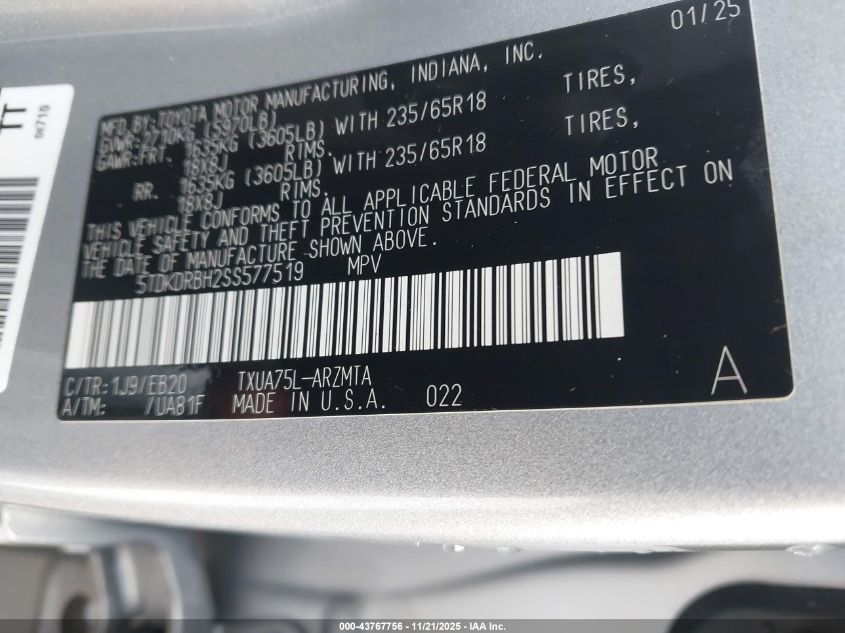 01/25
MFD.BY:TOYOTA MOTOR MANUFACTURING, INDIANA, INC.
GVWR:2710KG (5970LB)
GAWR:FRT. 1635KG (3605LB) WITH 235/65R18 TIRES,
18X8J RIMS.
RR. 1635KG (3605LB) WITH 235/65R18 TIRES,
18X8J RIMS.
THIS VEHICLE CONFORMS TO ALL APPLICABLE FEDERAL MOTOR
VEHICLE SAFETY AND THEFT PREVENTION STANDARDS IN EFFECT ON
THE DATE OF MANUFACTURE SHOWN ABOVE.
5TDKDRBH2SS577519 MPV
C/TR:1J9/EB20 TXUA75L-ARZMTA
A/TM: /UA81F MADE IN U.S.A. 022 A
000-43767756 - 11/21/2025 - IAA Inc.